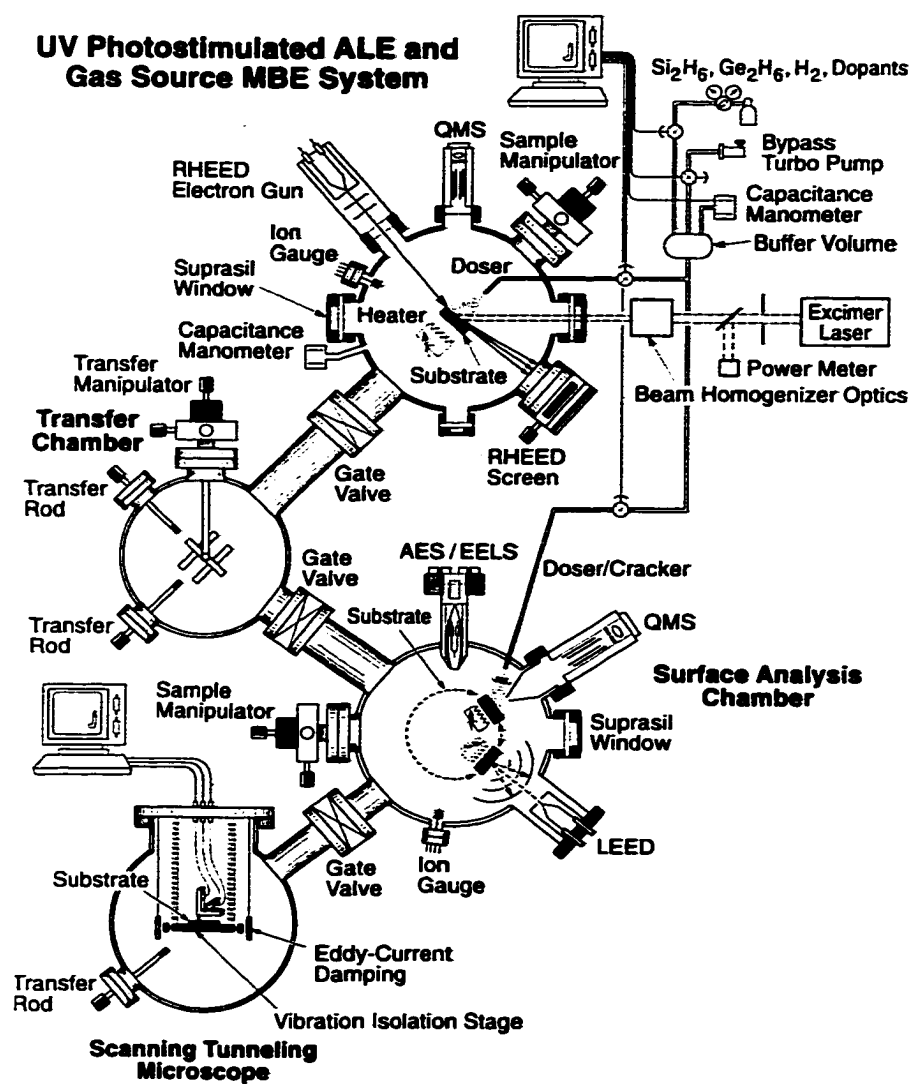 UV Photostimulated ALE and
Gas Source MBE System
Si2H6, Ge2H6, H2, Dopants
QMS
Sample
Manipulator
Bypass
Turbo Pump
RHEED
Electron Gun
Capacitance
Manometer
Ion
Gauge
Buffer Volume
Doser
Suprasil
Window
Heater
Excimer
Laser
Capacitance
Manometer
Substrate
Power Meter
Transfer
Manipulator
Beam Homogenizer Optics
Transfer
Chamber
RHEED
Screen
Gate
Valve
Transfer
Rod
AES / EELS
Gate
Valve
Doser/Cracker
Substrate
Transfer
Rod
QMS
Surface Analysis
Chamber
Sample
Manipulator
Suprasil
Window
LEED
Gate
Valve
Ion
Gauge
Substrate
Eddy-Current
Damping
Transfer
Rod
Vibration Isolation Stage
Scanning Tunneling
Microscope